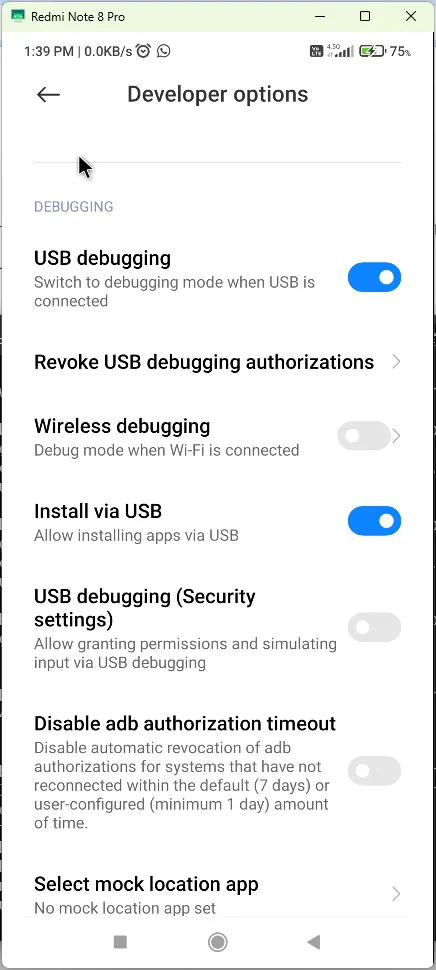 Redmi Note 8 Pro
1:39 PM | 0.0KB/s
Vo LTE 4.5G 75%
Developer options
DEBUGGING
USB debugging
Switch to debugging mode when USB is
connected
Revoke USB debugging authorizations
Wireless debugging
Debug mode when Wi-Fi is connected
Install via USB
Allow installing apps via USB
USB debugging (Security
settings)
Allow granting permissions and simulating
input via USB debugging
Disable adb authorization timeout
Disable automatic revocation of adb
authorizations for systems that have not
reconnected within the default (7 days) or
user-configured (minimum 1 day) amount
of time.
Select mock location app
No mock location app set